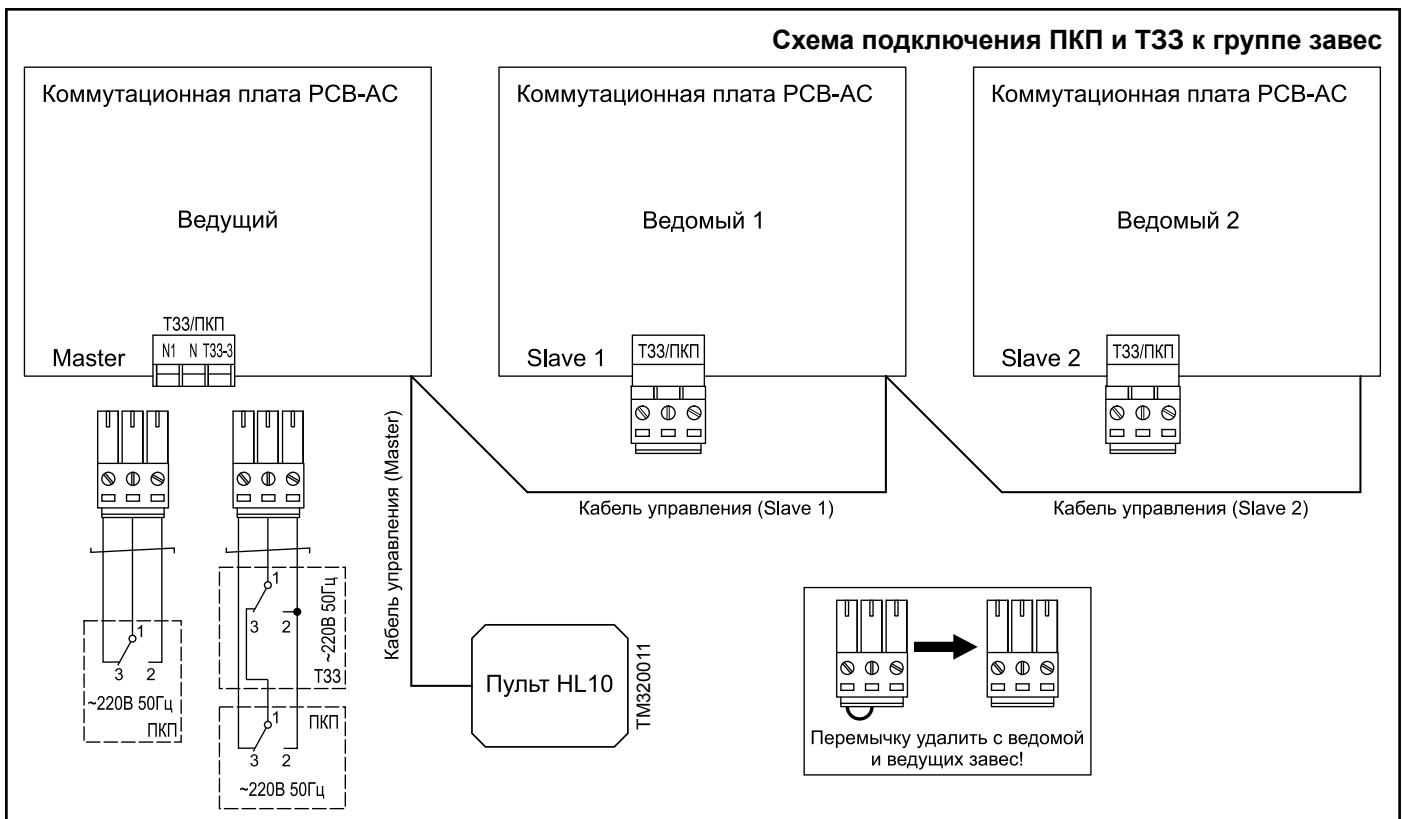 Схема подключения ПКП и ТЗЗ к группе завес
Коммутационная плата PCB-AC
Ведущий
ТЗЗ/ПКП
Master
N1 N ТЗЗ-3
Коммутационная плата PCB-AC
Ведомый 1
Slave 1
ТЗЗ/ПКП
Коммутационная плата PCB-AC
Ведомый 2
Slave 2
ТЗЗ/ПКП
Кабель управления (Master)
Кабель управления (Slave 1)
Кабель управления (Slave 2)
1
3 2
~220В 50Гц
ПКП
1
3 2
~220В 50Гц
ТЗЗ
1
ПКП
3 2
~220В 50Гц
Пульт HL10
TM320011
Перемычку удалить с ведомой
и ведущих завес!